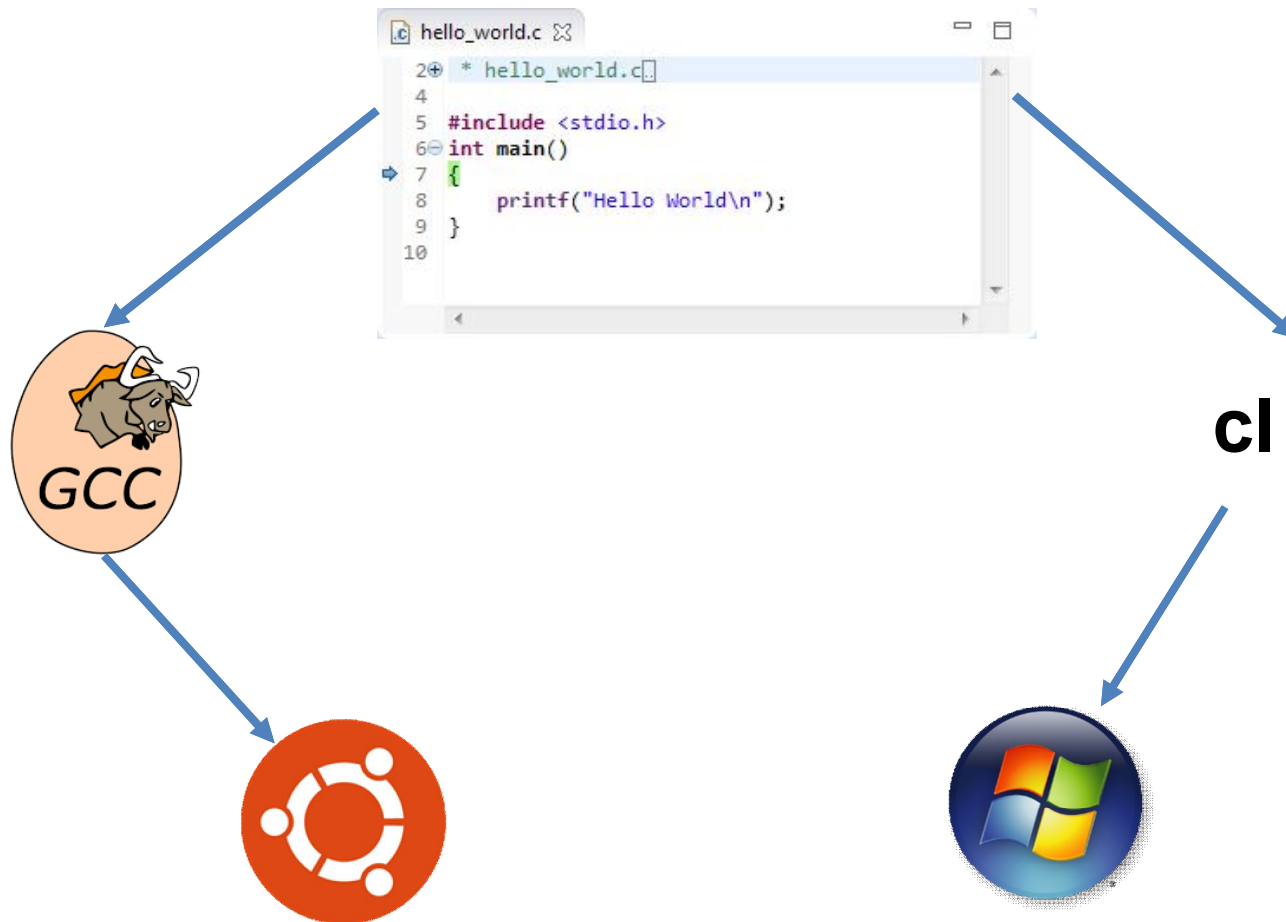 hello_world.c
2 * hello_world.c
4
5 #include <stdio.h>
6 int main()
7 {
8 printf("Hello World\n");
9 }
10
GCC
cl